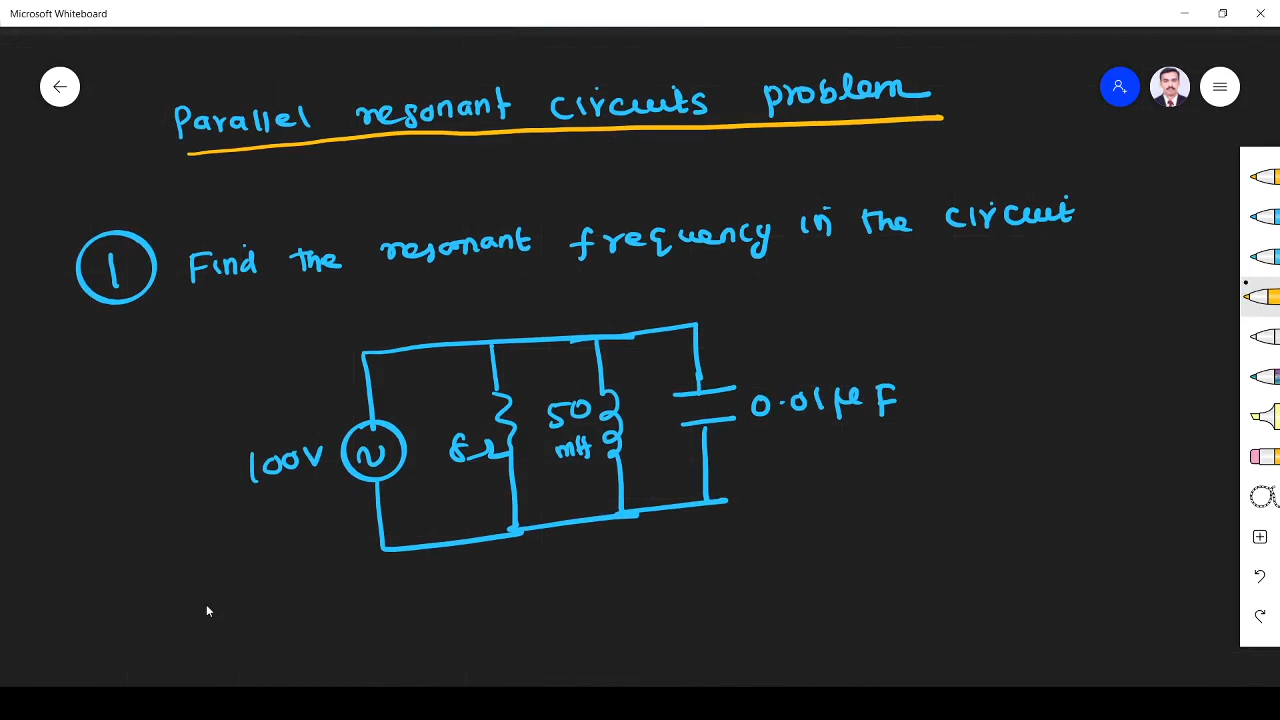 Microsoft Whiteboard
Parallel resonant circuits problem
1 Find the resonant frequency in the circuit
100V
50
mH
0.01μF